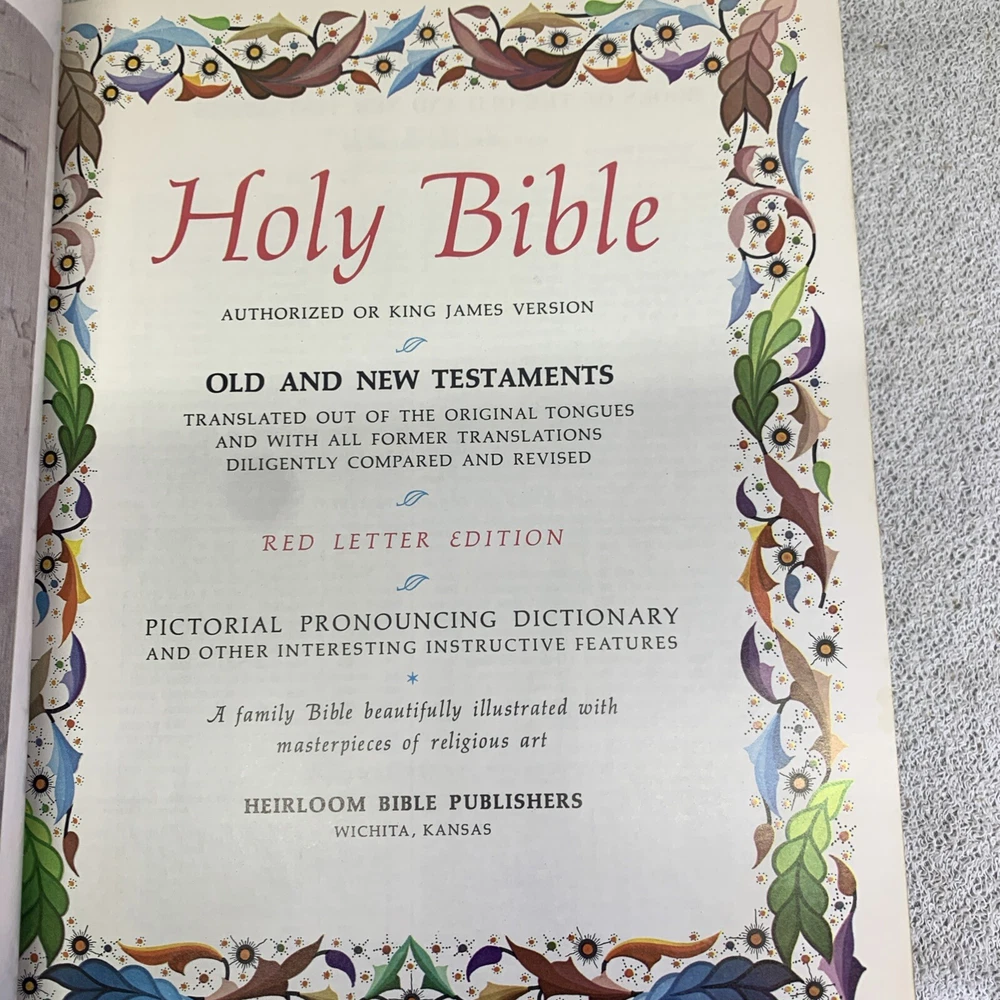 Holy Bible
AUTHORIZED OR KING JAMES VERSION
OLD AND NEW TESTAMENTS
TRANSLATED OUT OF THE ORIGINAL TONGUES
AND WITH ALL FORMER TRANSLATIONS
DILIGENTLY COMPARED AND REVISED
RED LETTER EDITION
PICTORIAL PRONOUNCING DICTIONARY
AND OTHER INTERESTING INSTRUCTIVE FEATURES
A family Bible beautifully illustrated with
masterpieces of religious art
HEIRLOOM BIBLE PUBLISHERS
WICHITA, KANSAS